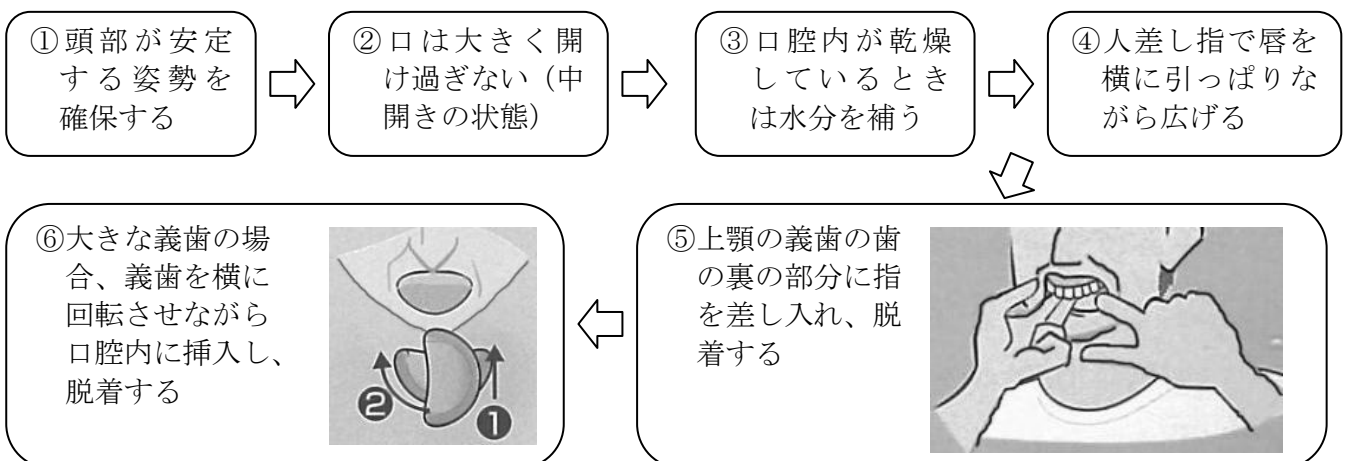 ①頭部が安定
する姿勢を
確保する
②口は大きく開
け過ぎない（中
開きの状態）
③口腔内が乾燥
しているとき
は水分を補う
④人差し指で唇を
横に引っぱりな
がら広げる
⑤上顎の義歯の歯
の裏の部分に指
を差し入れ、脱
着する
⑥大きな義歯の場
合、義歯を横に
回転させながら
口腔内に挿入し、
脱着する
❷
❶